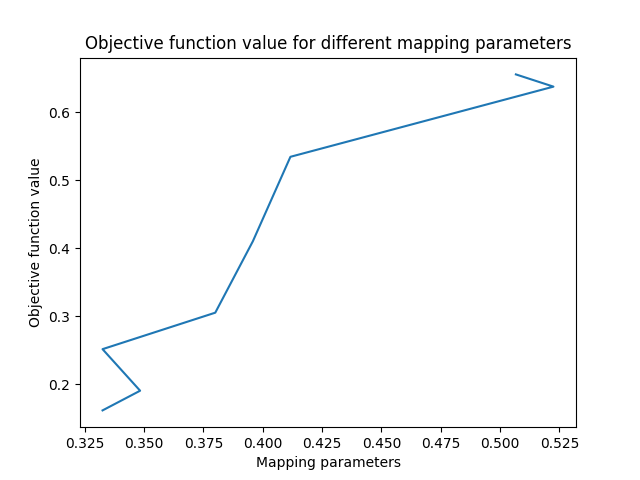 Objective function value for different mapping parameters
Objective function value
0.6
0.5
0.4
0.3
0.2
0.325 0.350 0.375 0.400 0.425 0.450 0.475 0.500 0.525
Mapping parameters